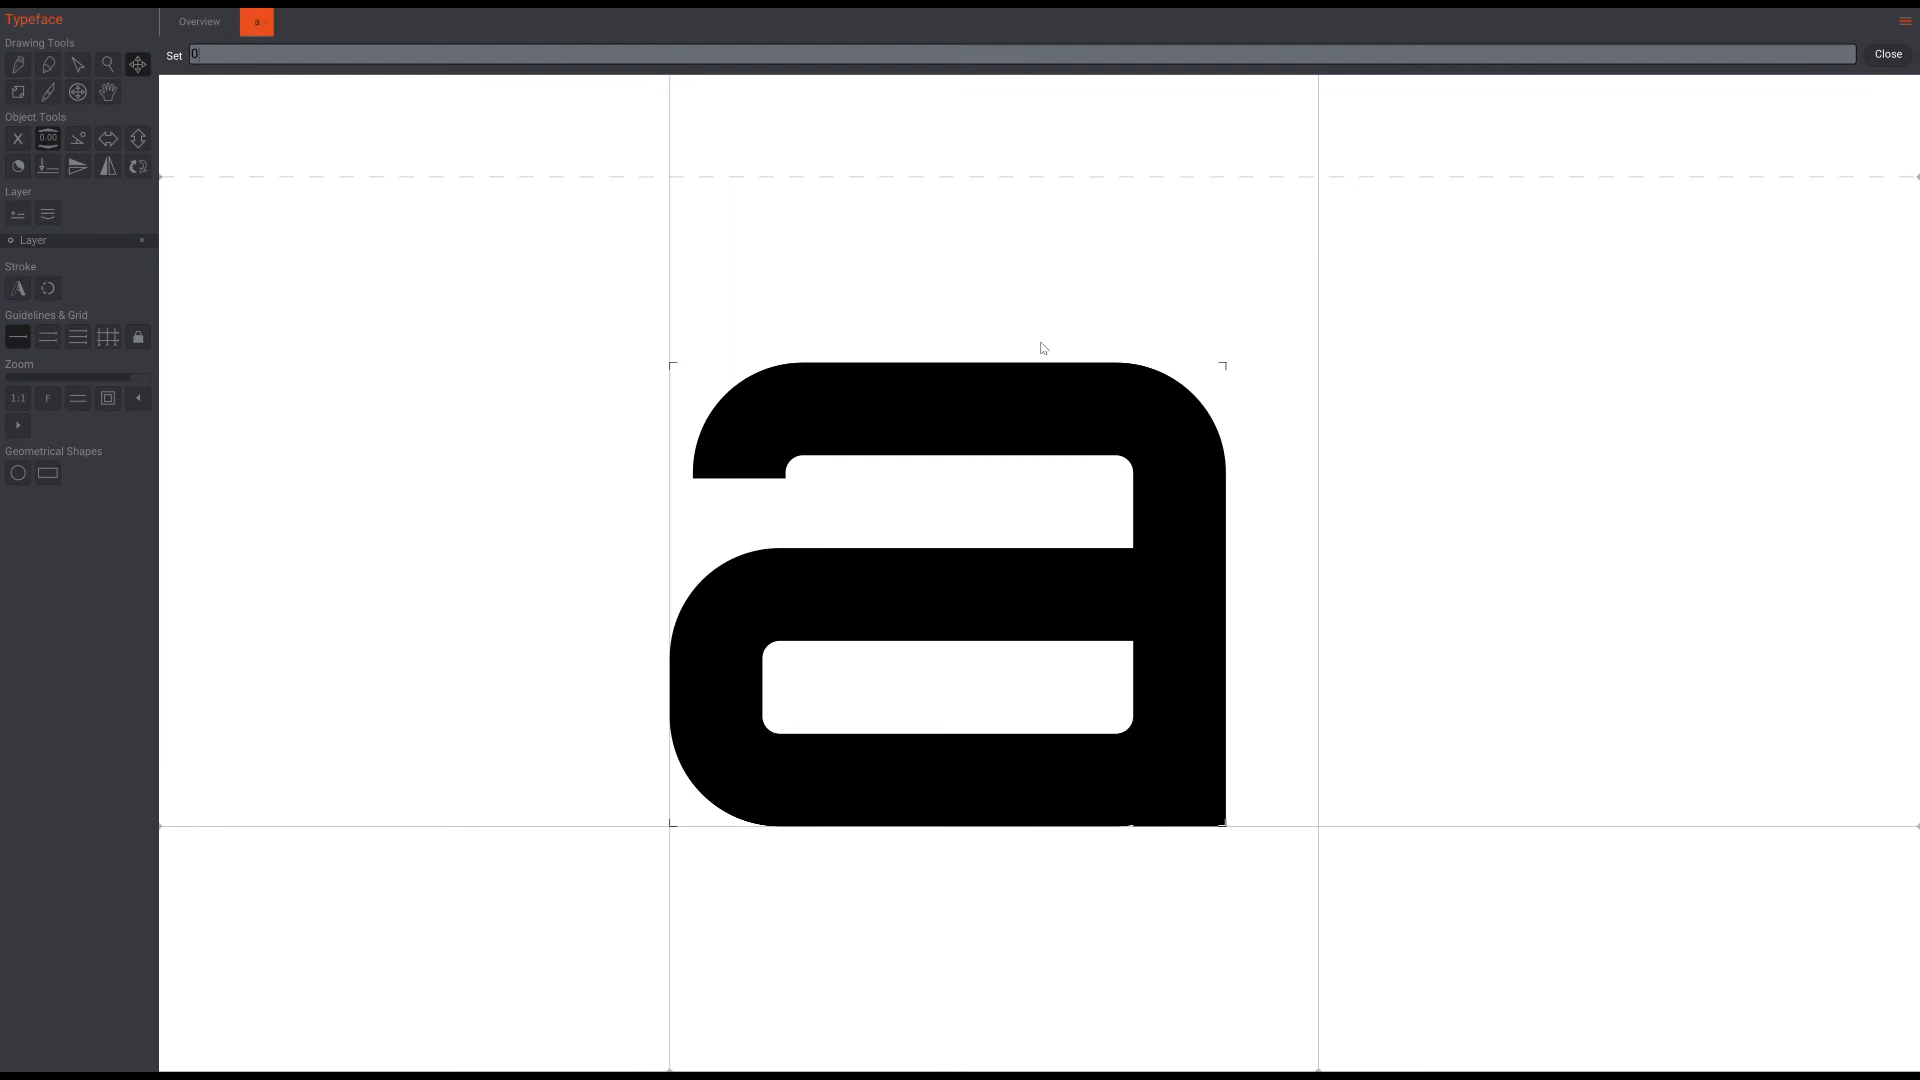 Typeface
Overview
a
Drawing Tools
Set
0
Close
Object Tools
X
0.00
Layer
Layer
×
Stroke
A
Guidelines & Grid
Zoom
1:1
F
Geometrical Shapes
a